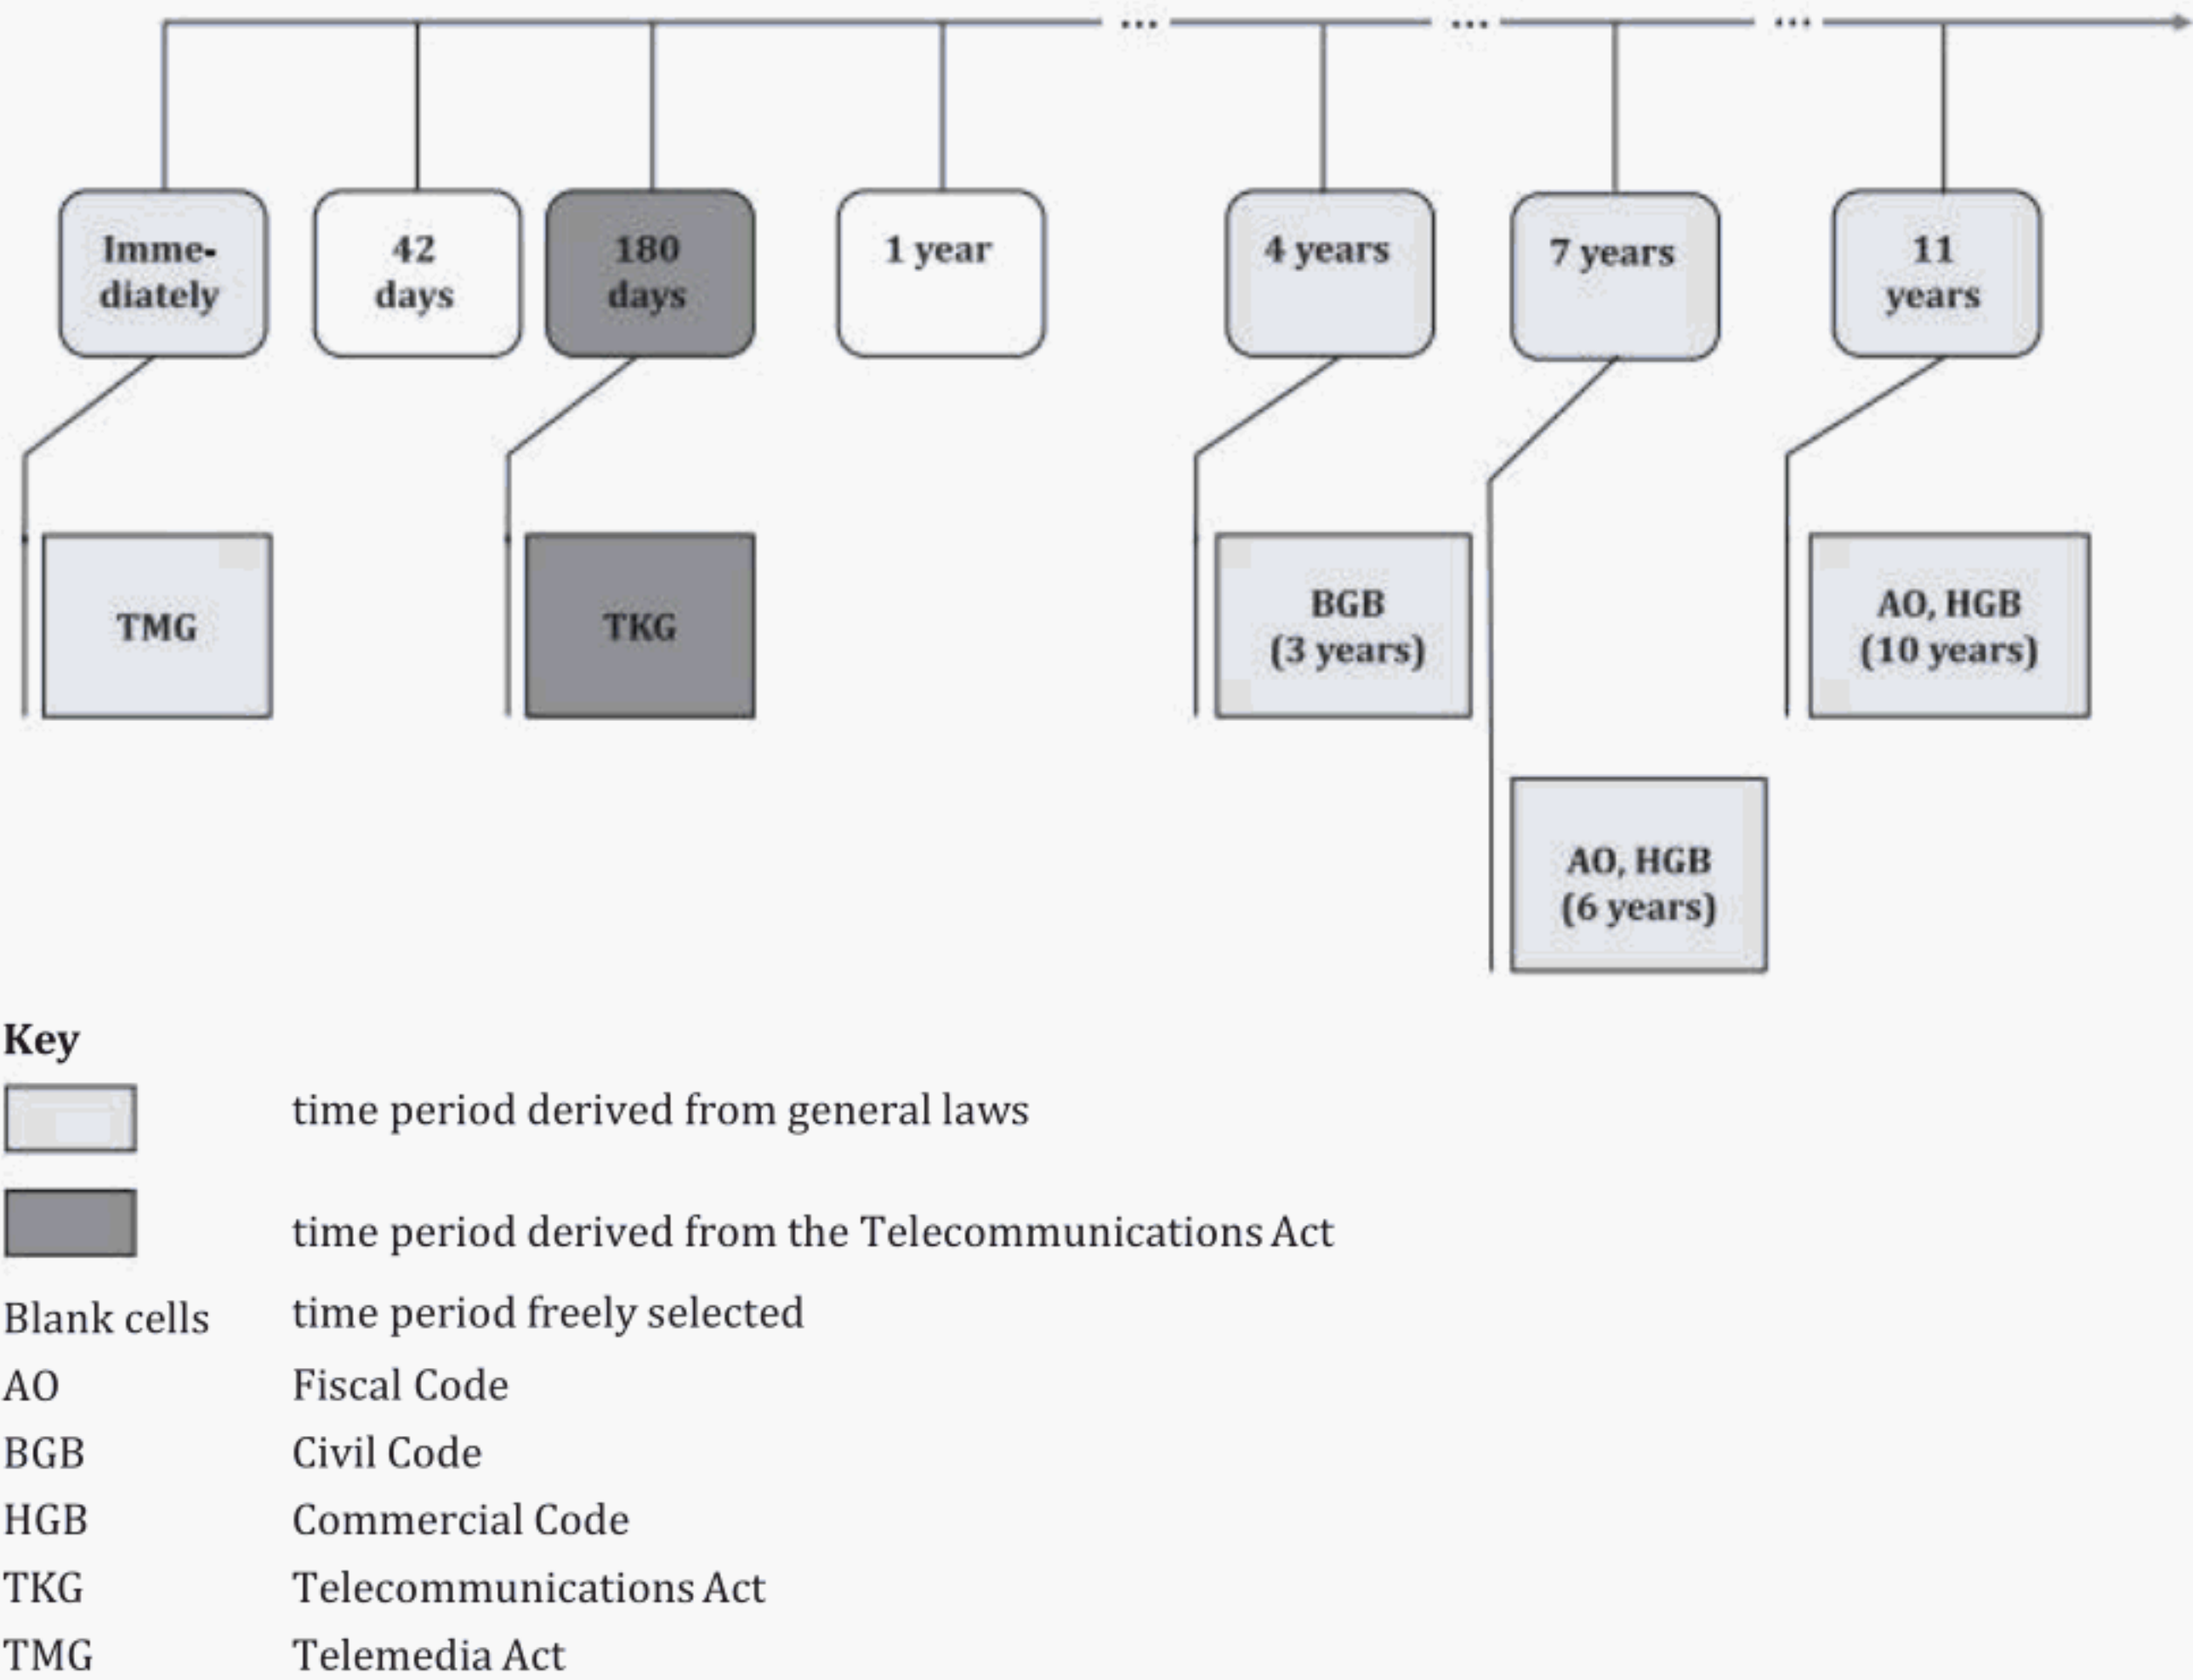 ... ... ...
Imme-
diately
42
days
180
days
1 year
4 years
7 years
11
years
TMG
TKG
BGB
(3 years)
AO, HGB
(10 years)
AO, HGB
(6 years)
Key
time period derived from general laws
time period derived from the Telecommunications Act
Blank cells time period freely selected
AO Fiscal Code
BGB Civil Code
HGB Commercial Code
TKG Telecommunications Act
TMG Telemedia Act